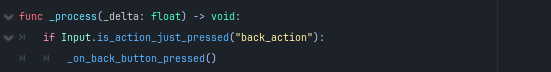 func _process(_delta: float) -> void:
if Input.is_action_just_pressed("back_action"):
_on_back_button_pressed()